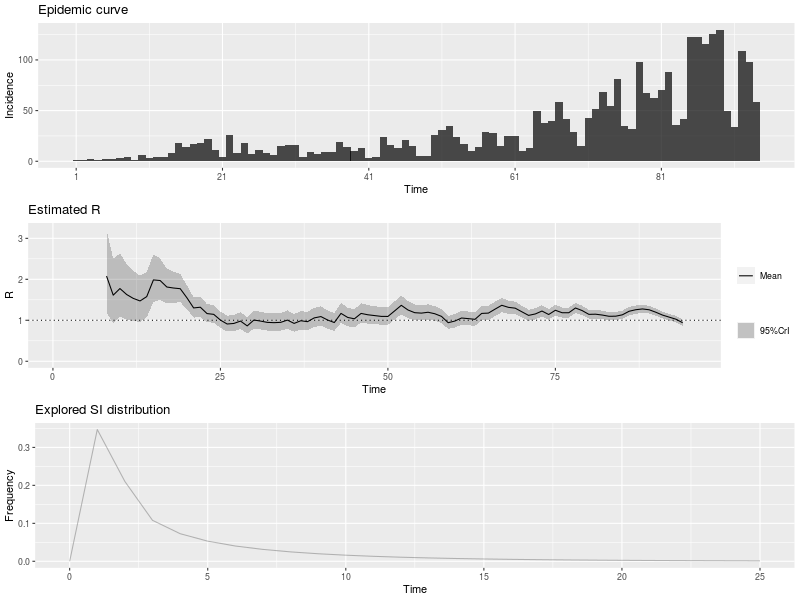 Epidemic curve
Incidence
100
50
0
1
21
41
61
81
Time
Estimated R
R
3
2
1
0
0
25
50
75
Time
Mean
95%CrI
Explored SI distribution
Frequency
0.3
0.2
0.1
0.0
0
5
10
15
20
25
Time